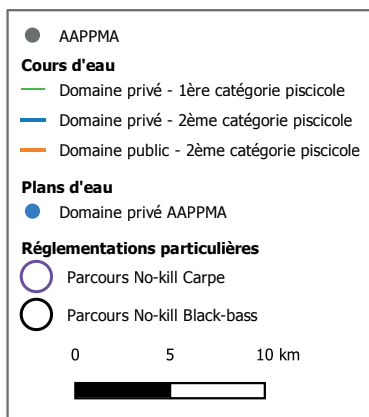 AAPPMA
Cours d'eau
Domaine privé - 1ère catégorie piscicole
Domaine privé - 2ème catégorie piscicole
Domaine public - 2ème catégorie piscicole
Plans d'eau
Domaine privé AAPPMA
Réglementations particulières
Parcours No-kill Carpe
Parcours No-kill Black-bass
0 5 10 km